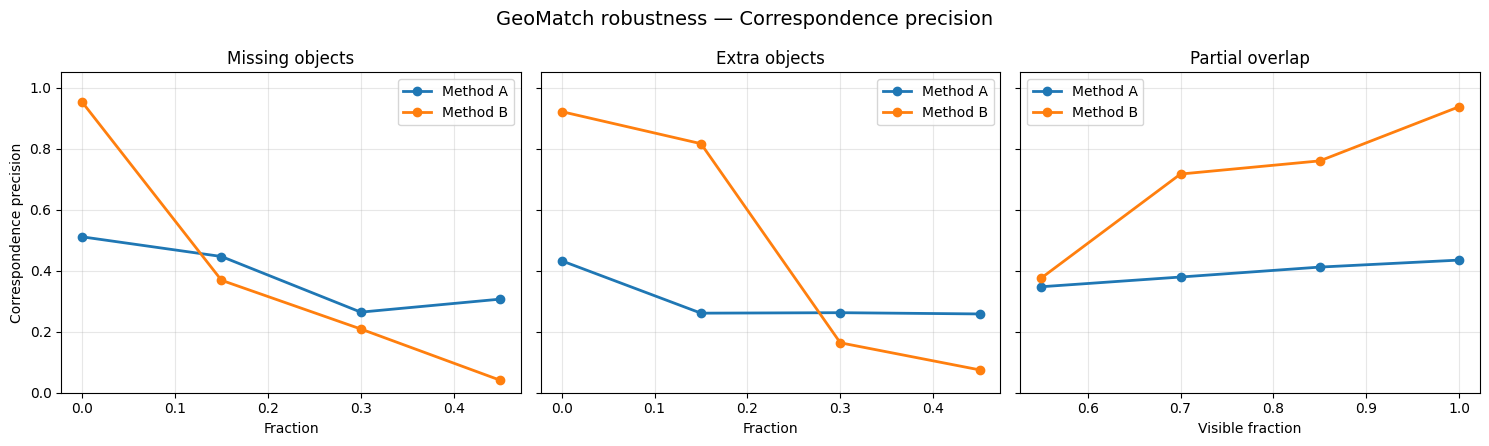 GeoMatch robustness — Correspondence precision
Missing objects
Extra objects
Partial overlap
Correspondence precision
1.0
0.8
0.6
0.4
0.2
0.0
Method A
Method B
0.0 0.1 0.2 0.3 0.4
Fraction
Method A
Method B
0.0 0.1 0.2 0.3 0.4
Fraction
Method A
Method B
0.6 0.7 0.8 0.9 1.0
Visible fraction